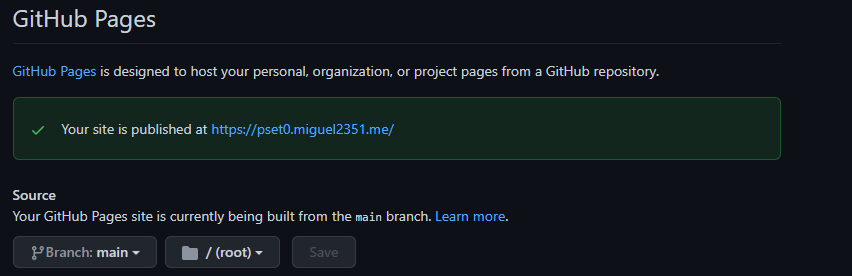 GitHub Pages
GitHub Pages is designed to host your personal, organization, or project pages from a GitHub repository.
Your site is published at https://pset0.miguel2351.me/
Source
Your GitHub Pages site is currently being built from the main branch. Learn more.
Branch: main / (root) Save